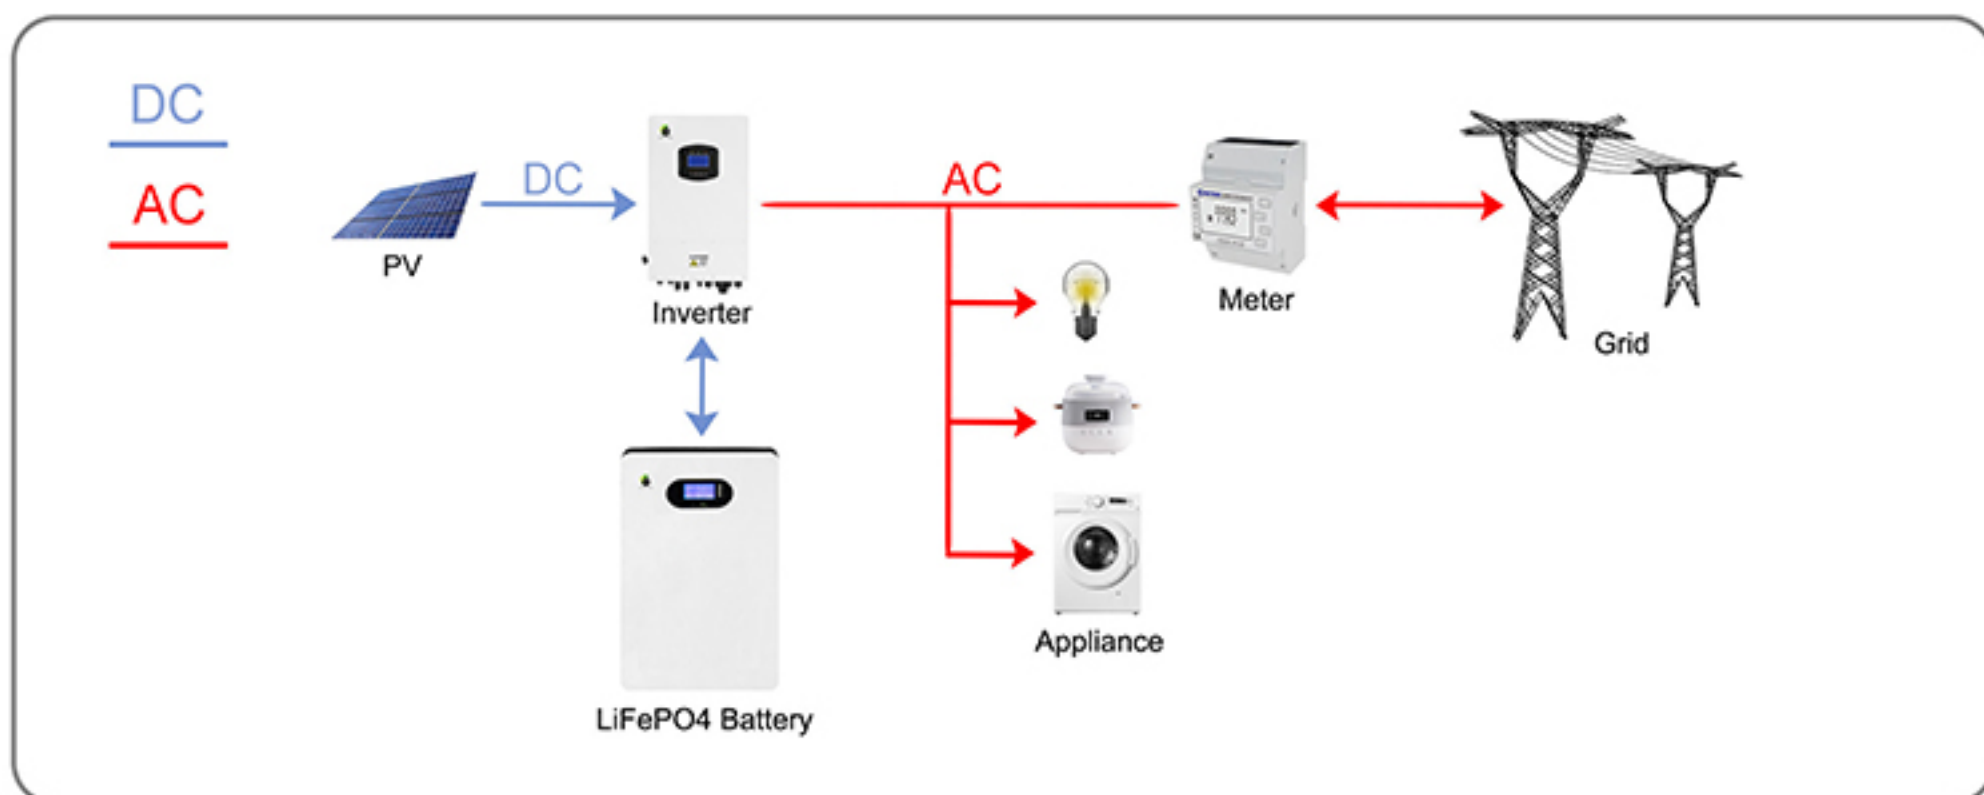 DC
AC
DC
AC
PV
Inverter
Meter
Grid
Appliance
LiFePO4 Battery